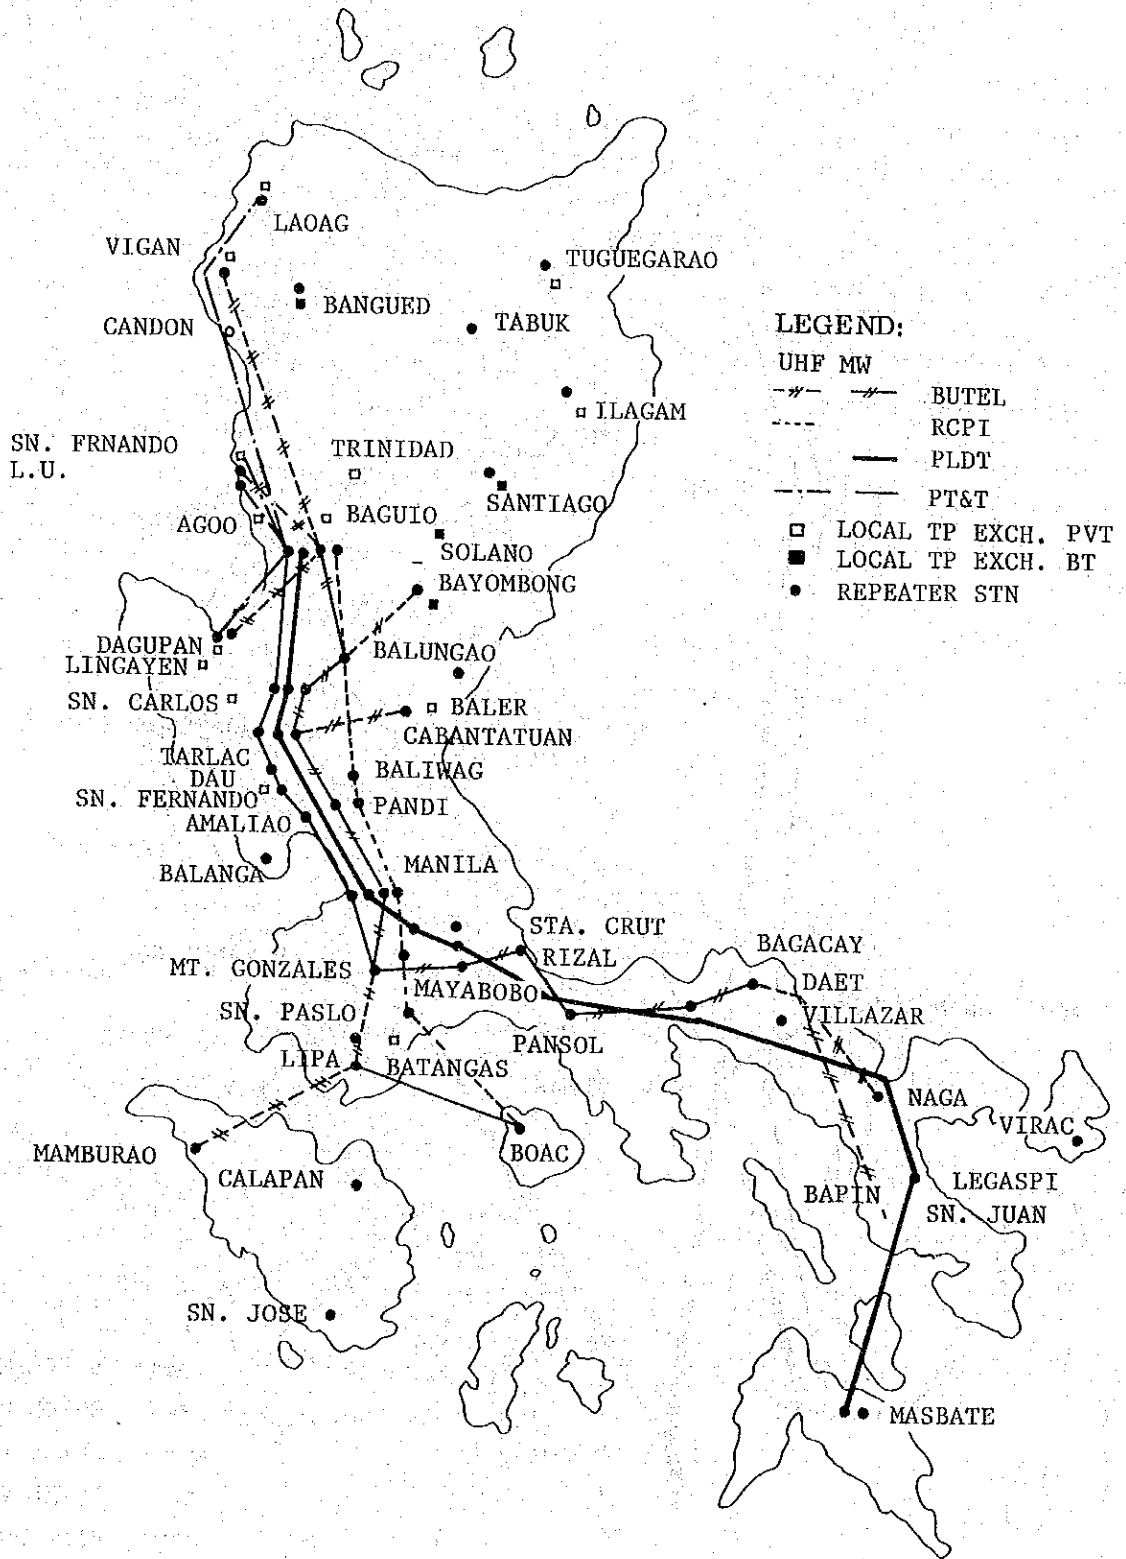 LAOAG
VIGAN
TUGUEGARAO
BANGUED
CANDON
TABUK
LEGEND:
UHF MW
BUTEL
RCPI
PLDT
PT&T
LOCAL TP EXCH. PVT
LOCAL TP EXCH. BT
REPEATER STN
ILAGAM
SN. FRNANDO
L.U.
TRINIDAD
SANTIAGO
AGOO
BAGUIO
SOLANO
BAYOMBONG
DAGUPAN
LINGAYEN
BALUNGAO
SN. CARLOS
BALER
CABANTATUAN
TARLAC
DAU
BALIWAG
SN. FERNANDO
PANDI
AMALIAO
BALANGA
MANILA
STA. CRUT
RIZAL
BAGACAY
MT. GONZALES
DAET
MAYABOBO
SN. PASLO
VILLAZAR
PANSOL
LIPA
BATANGAS
NAGA
VIRAC
MAMBURAO
BOAC
CALAPAN
BAPIN
LEGASPI
SN. JUAN
SN. JOSE
MASBATE